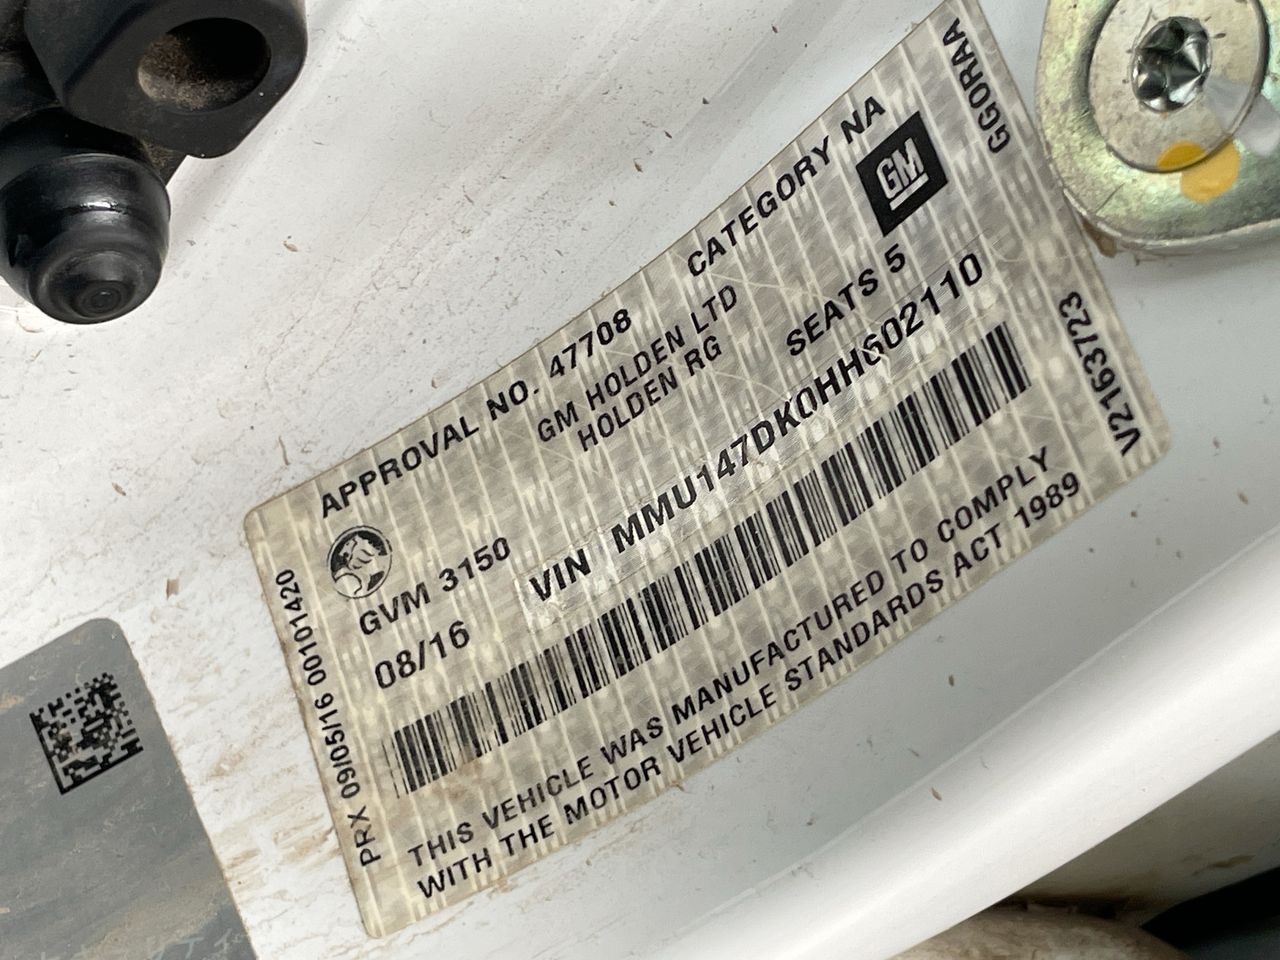 APPROVAL NO. 47708
CATEGORY NA
GM HOLDEN LTD
HOLDEN RG
GM
GGORAA
GVM 3150
SEATS 5
08/16
VIN MMU147DK0HH602110
THIS VEHICLE WAS MANUFACTURED TO COMPLY
WITH THE MOTOR VEHICLE STANDARDS ACT 1989
PRX 09/05/16 00101420
V2163723